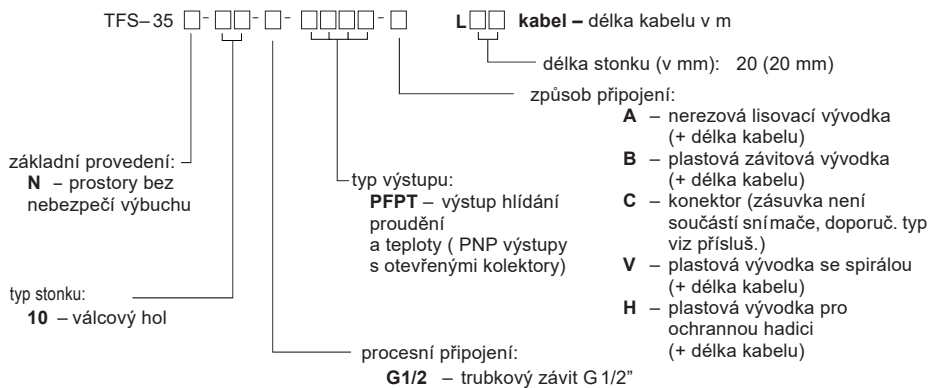 TFS–35 □-□□-□-□□□□-□ L□□ kabel – délka kabelu v m
délka stonku (v mm): 20 (20 mm)
způsob připojení:
A – nerezová lisovací vývodka
(+ délka kabelu)
B – plastová závitová vývodka
(+ délka kabelu)
C – konektor (zásuvka není
součástí snímače, doporuč. typ
viz přísluš.)
V – plastová vývodka se spirálou
(+ délka kabelu)
H – plastová vývodka pro
ochrannou hadici
(+ délka kabelu)
typ výstupu:
PFPT – výstup hlídání
proudění
a teploty ( PNP výstupy
s otevřenými kolektory)
základní provedení:
N – prostory bez
nebezpečí výbuchu
typ stonku:
10 – válcový hol
procesní připojení:
G1/2 – trubkový závit G 1/2”